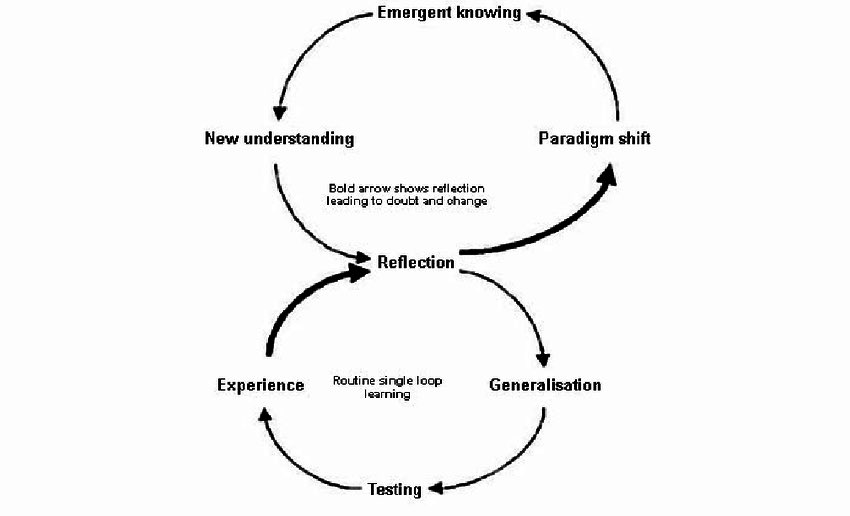 Emergent knowing
New understanding
Paradigm shift
Bold arrow shows reflection
leading to doubt and change
Reflection
Experience
Routine single loop
learning
Generalisation
Testing